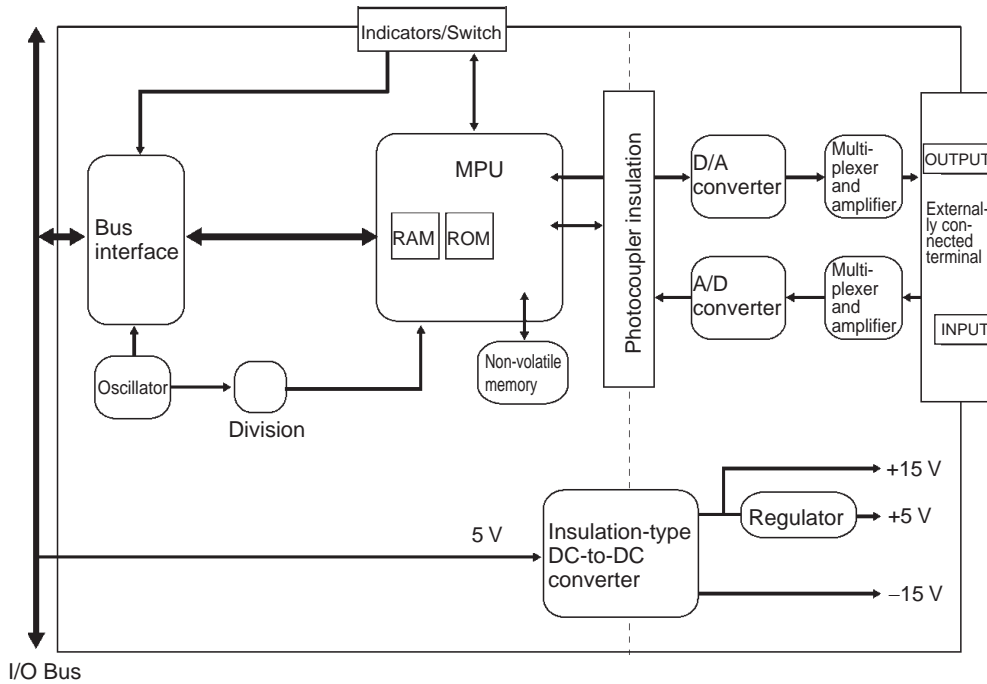 Indicators/Switch
MPU
RAM
ROM
Bus
interface
Oscillator
Division
Non-volatile
memory
Photocoupler insulation
D/A
converter
Multi-
plexer
and
amplifier
A/D
converter
Multi-
plexer
and
amplifier
OUTPUT
External-
ly con-
nected
terminal
INPUT
5 V
Insulation-type
DC-to-DC
converter
Regulator
+15 V
+5 V
−15 V
I/O Bus